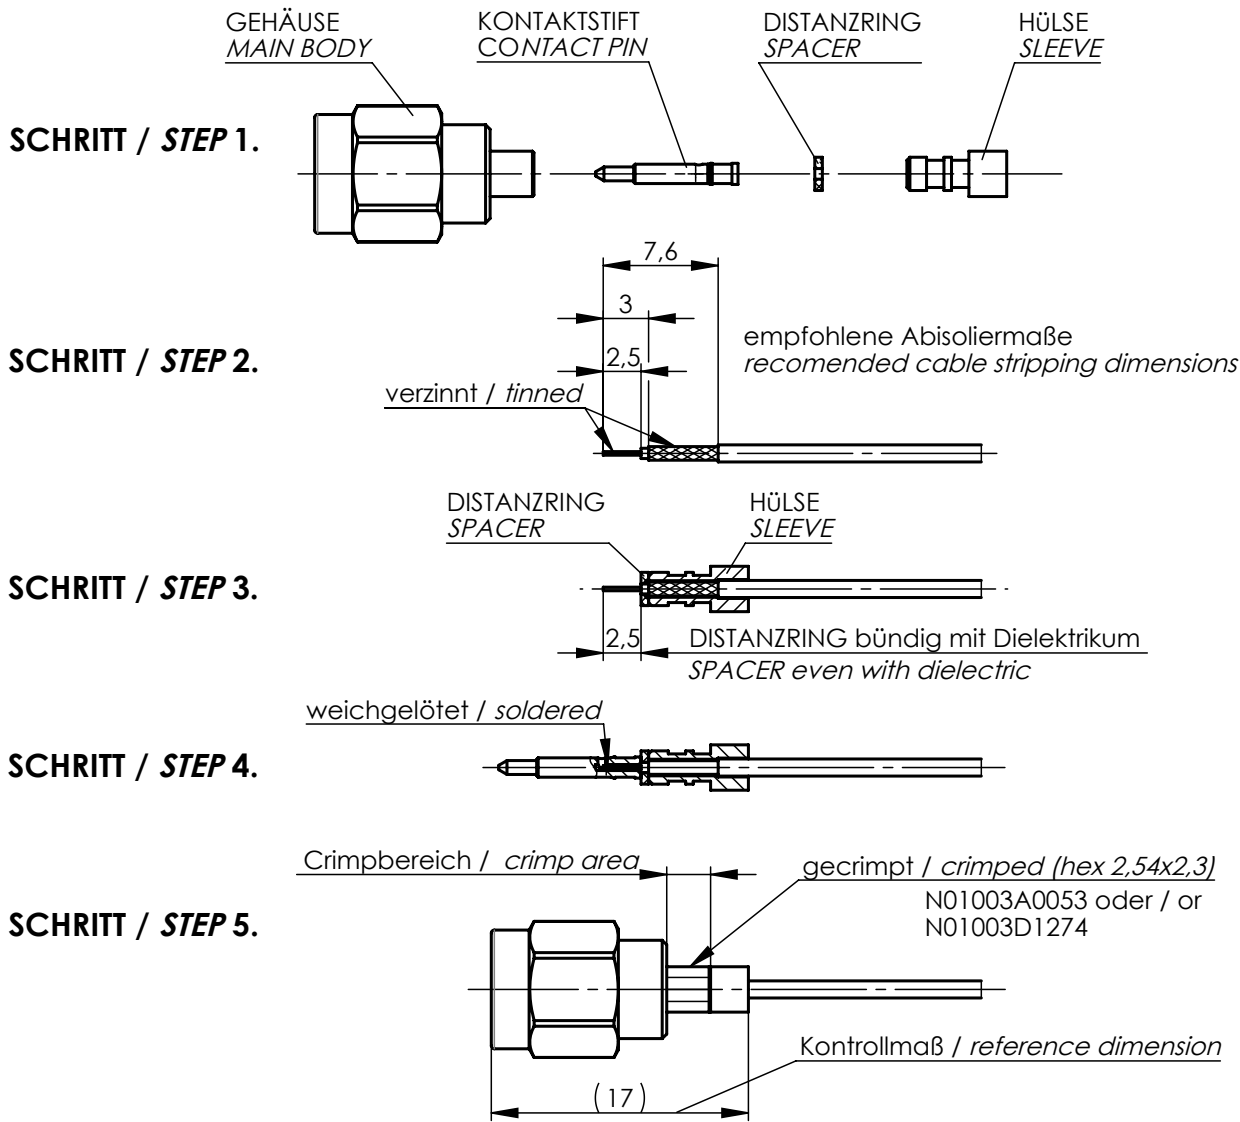 GEHÄUSE
MAIN BODY
KONTAKTSTIFT
CONTACT PIN
DISTANZRING
SPACER
HüLSE
SLEEVE
SCHRITT / STEP 1.
7,6
3
2,5
empfohlene Abisoliermaße
recomended cable stripping dimensions
SCHRITT / STEP 2.
verzinnt / tinned
DISTANZRING
SPACER
HüLSE
SLEEVE
SCHRITT / STEP 3.
2,5
DISTANZRING bündig mit Dielektrikum
SPACER even with dielectric
weichgelötet / soldered
SCHRITT / STEP 4.
Crimpbereich / crimp area
gecrimpt / crimped (hex 2,54x2,3)
N01003A0053 oder / or
N01003D1274
SCHRITT / STEP 5.
Kontrollmaß / reference dimension
(17)